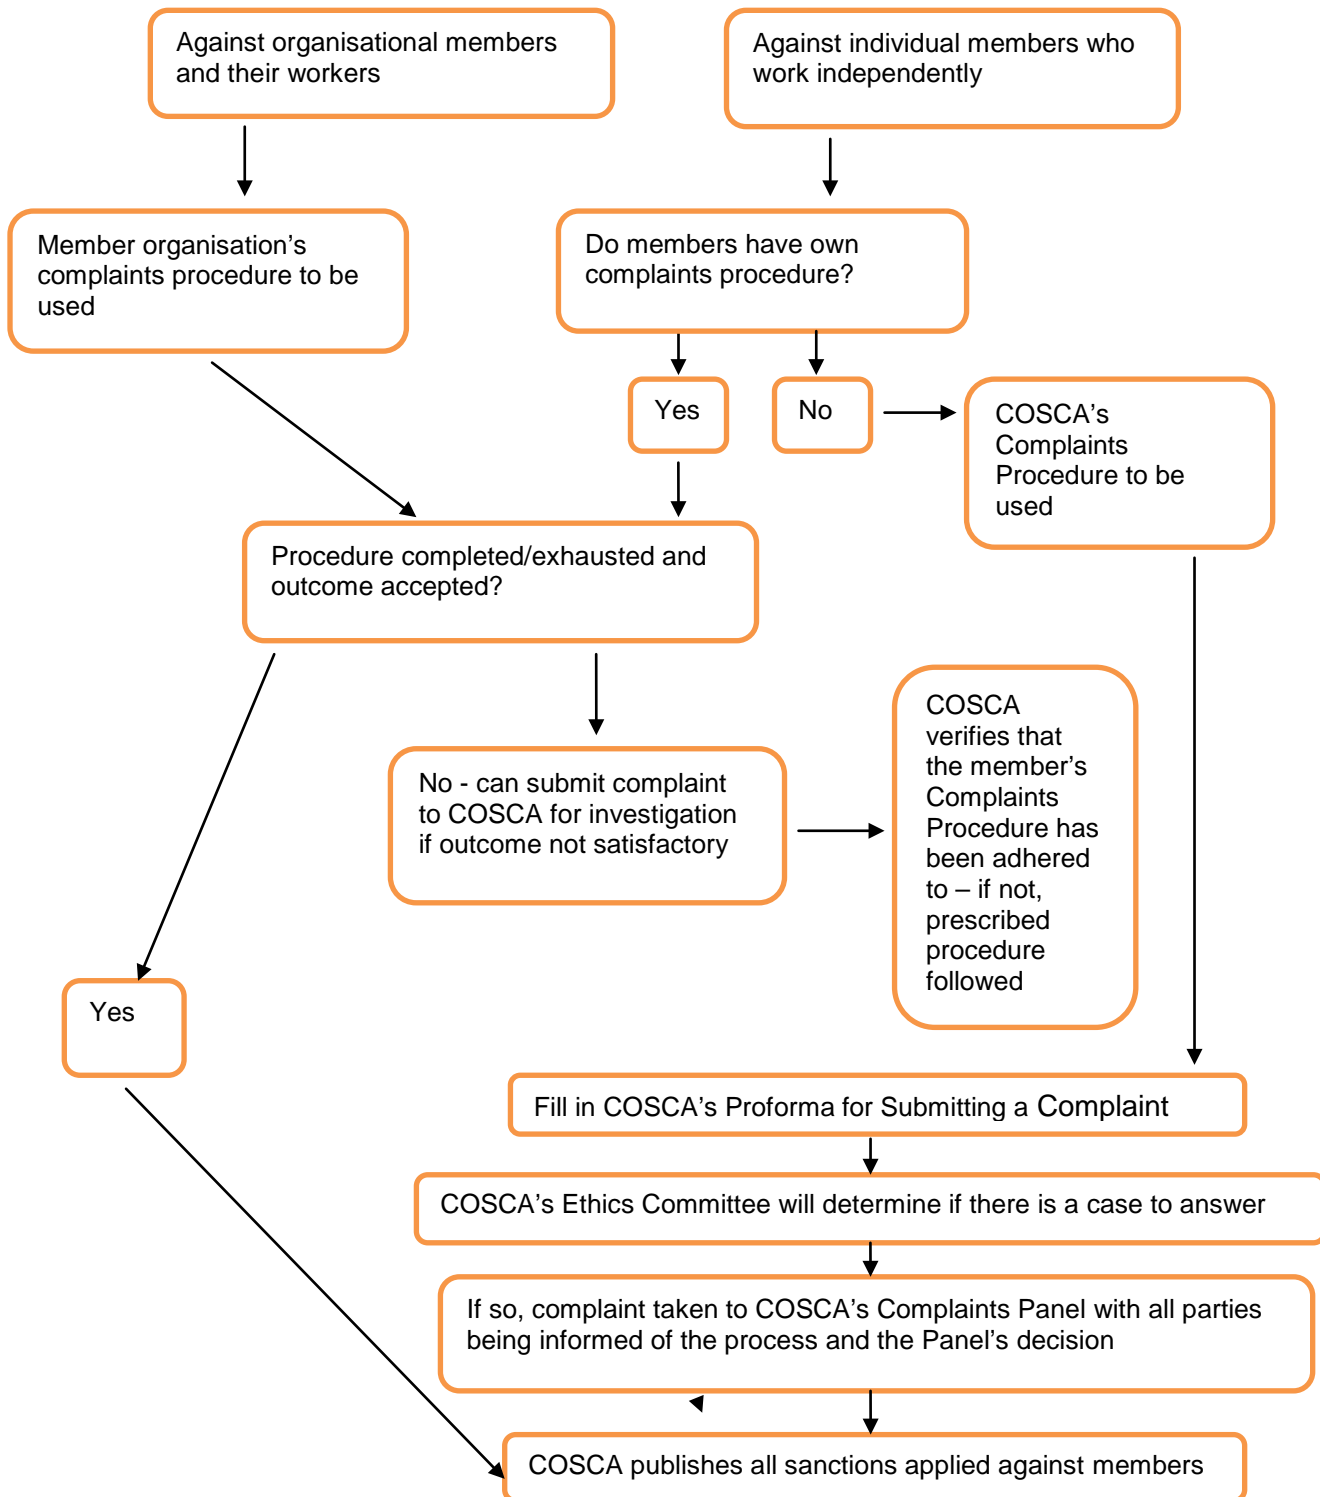 Against organisational members
and their workers
Against individual members who
work independently
Member organisation’s
complaints procedure to be
used
Do members have own
complaints procedure?
Yes
No
COSCA’s
Complaints
Procedure to be
used
Procedure completed/exhausted and
outcome accepted?
No - can submit complaint
to COSCA for investigation
if outcome not satisfactory
COSCA
verifies that
the member’s
Complaints
Procedure has
been adhered
to – if not,
prescribed
procedure
followed
Yes
Fill in COSCA’s Proforma for Submitting a Complaint
COSCA’s Ethics Committee will determine if there is a case to answer
If so, complaint taken to COSCA’s Complaints Panel with all parties
being informed of the process and the Panel’s decision
COSCA publishes all sanctions applied against members